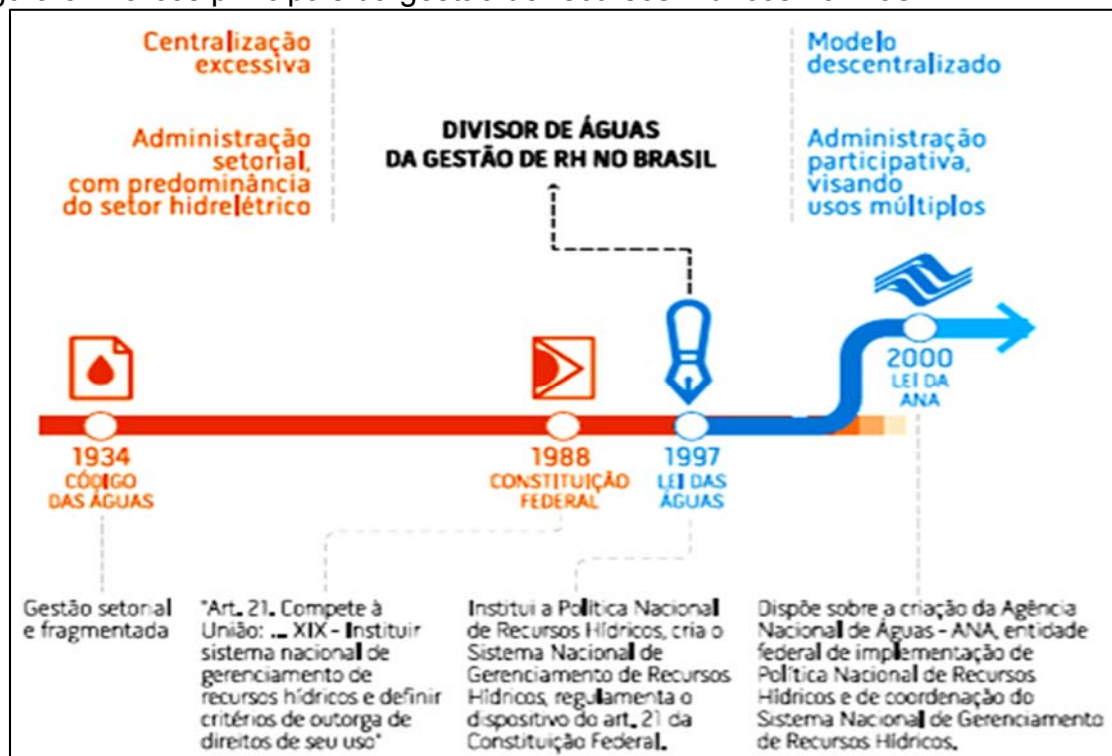 Centralização
excessiva
Administração
setorial,
com predominância
do setor hidrelétrico
DIVISOR DE ÁGUAS
DA GESTÃO DE RH NO BRASIL
Modelo
descentralizado
Administração
participativa,
visando
usos múltiplos
1934
CÓDIGO
DAS ÁGUAS
1988
CONSTITUIÇÃO
FEDERAL
1997
LEI DAS
ÁGUAS
2000
LEI DA
ANA
Gestão setorial
e fragmentada
"Art. 21. Compete à
União: ... XIX - Instituir
sistema nacional de
gerenciamento de
recursos hídricos e definir
critérios de outorga de
direitos de seu uso"
Institui a Política Nacional
de Recursos Hídricos, cria o
Sistema Nacional de
Gerenciamento de Recursos
Hídricos, regulamenta o
dispositivo do art. 21 da
Constituição Federal.
Dispõe sobre a criação da Agência
Nacional de Águas - ANA, entidade
federal de implementação de
Política Nacional de Recursos
Hídricos e de coordenação do
Sistema Nacional de Gerenciamento
de Recursos Hídricos.